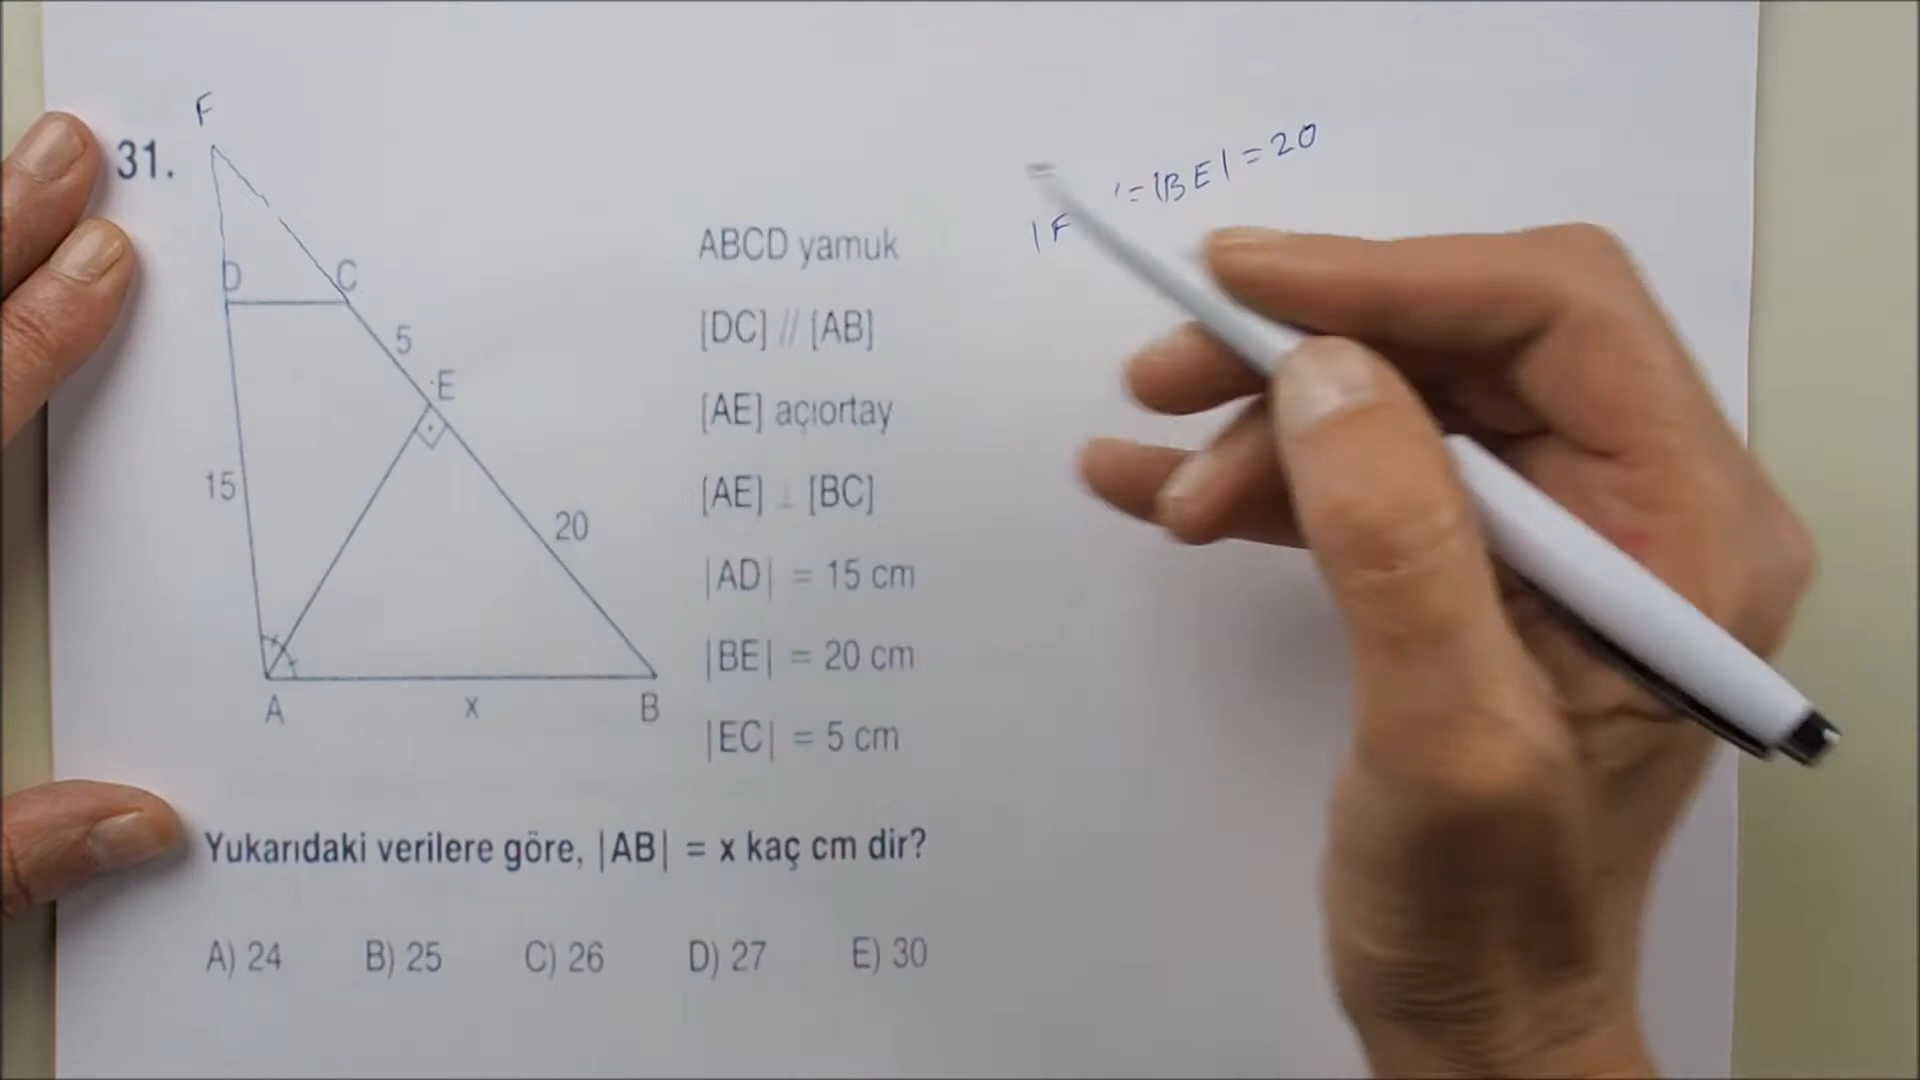 F
31.
|F = |BE| = 20
D C
5
E
15
20
A x B
ABCD yamuk
[DC] // [AB]
[AE] açıortay
[AE] ⊥ [BC]
|AD| = 15 cm
|BE| = 20 cm
|EC| = 5 cm
Yukarıdaki verilere göre, |AB| = x kaç cm dir?
A) 24 B) 25 C) 26 D) 27 E) 30